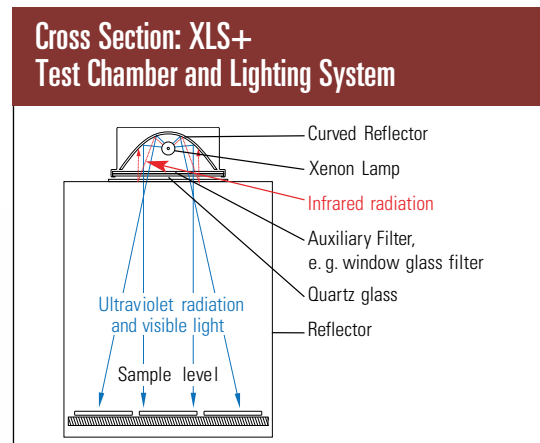 Cross Section: XLS+
Test Chamber and Lighting System
Curved Reflector
Xenon Lamp
Infrared radiation
Auxiliary Filter,
e. g. window glass filter
Quartz glass
Ultraviolet radiation
and visible light
Reflector
Sample level